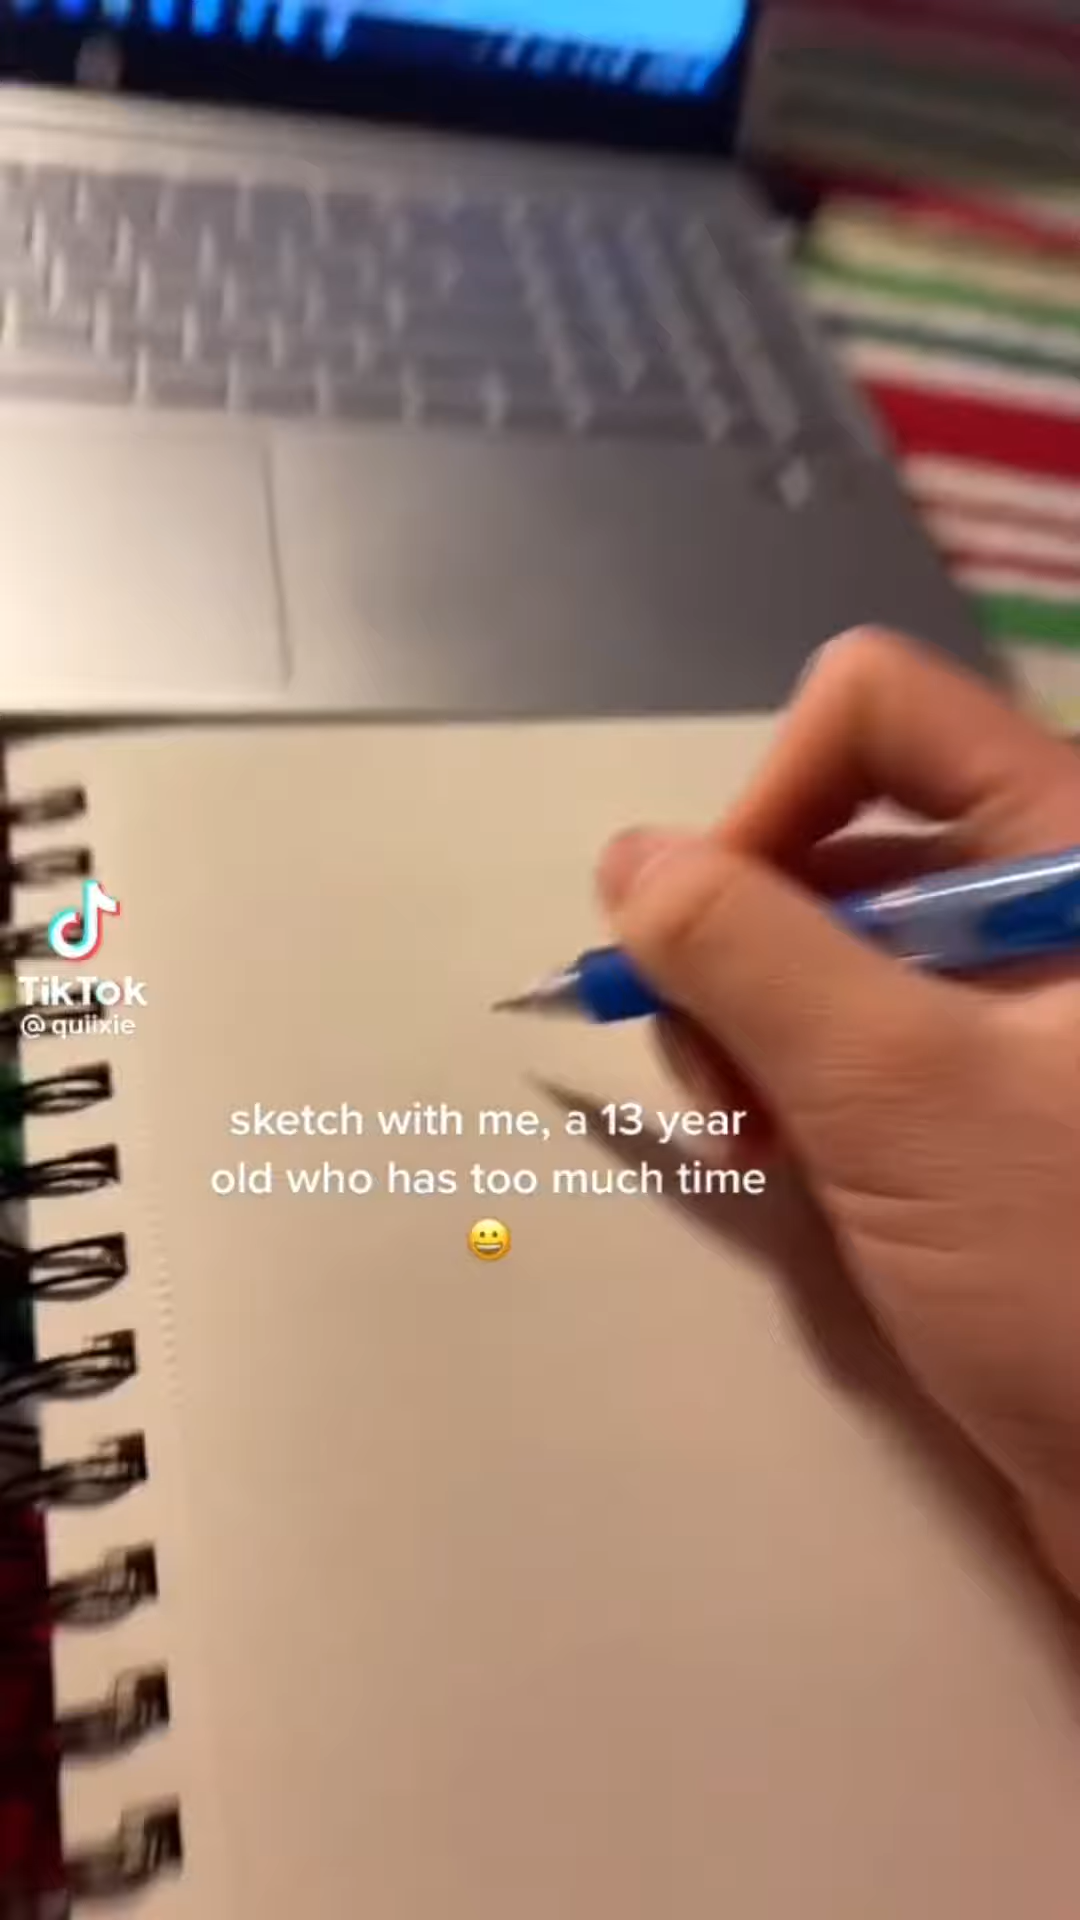 TikTok
@quiixie
sketch with me, a 13 year
old who has too much time
😀